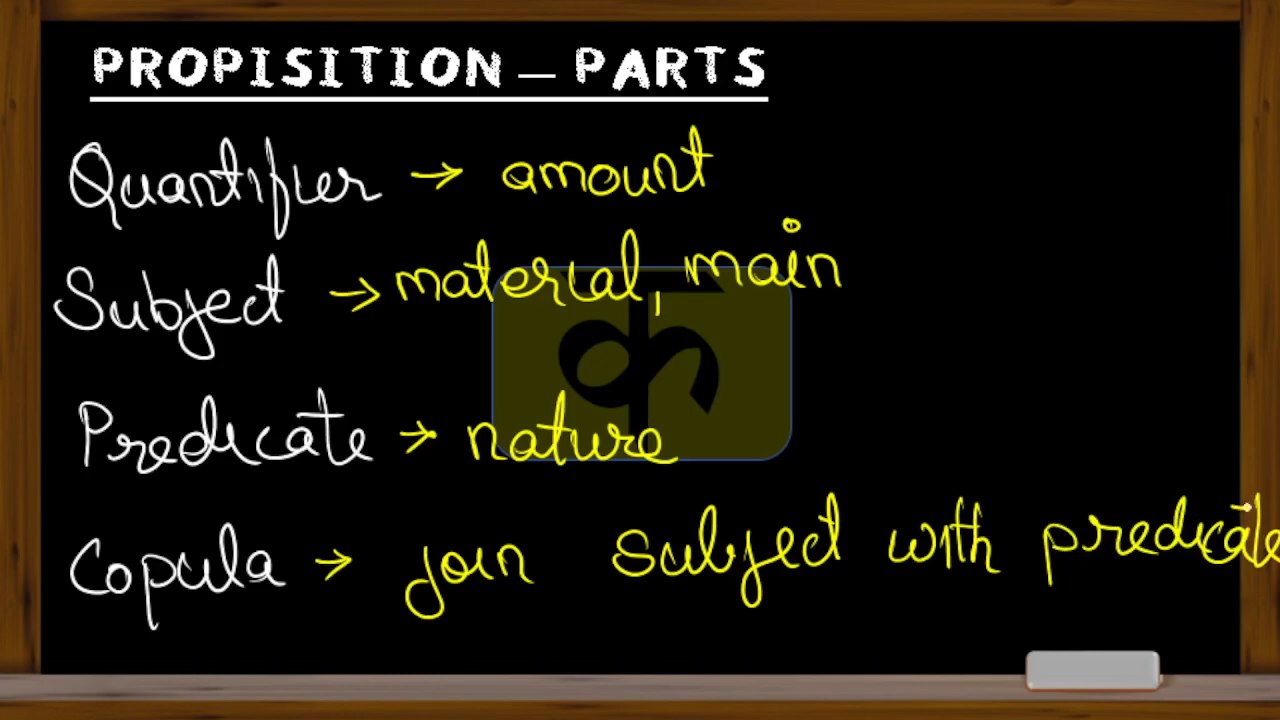 PROPISITION — PARTS
Quantifier → amount
Subject → material, main
क
Predicate → nature
Copula → join subject with predicate